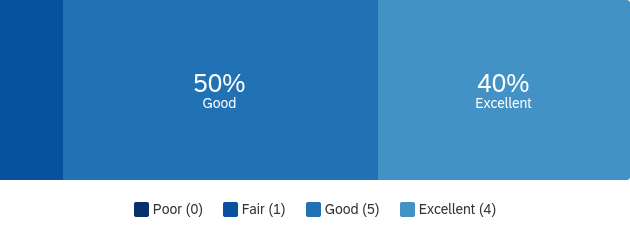 50%
Good
40%
Excellent
Poor (0) Fair (1) Good (5) Excellent (4)